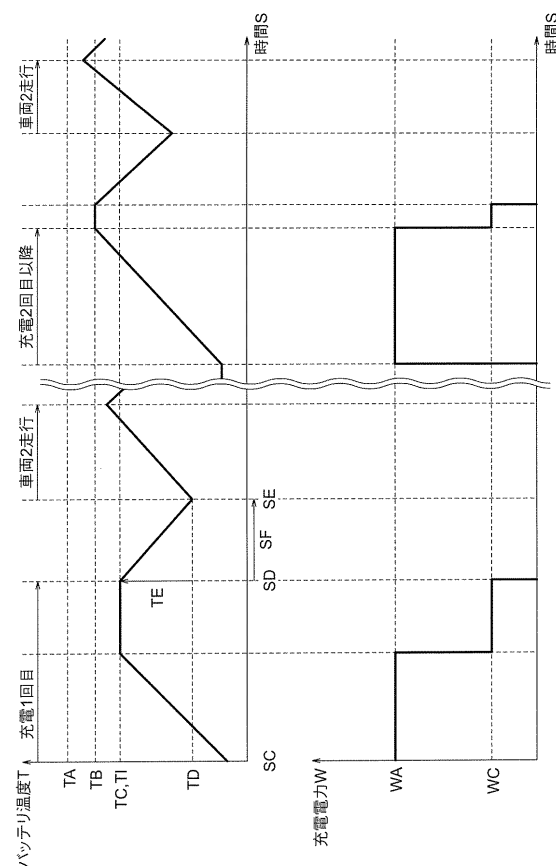 バッテリ温度T
充電1回目
車両2走行
充電2回目以降
車両2走行
TA
TB
TC,TI
TD
TE
SF
SC
SD
SE
時間S
充電電力W
WA
WC
時間S